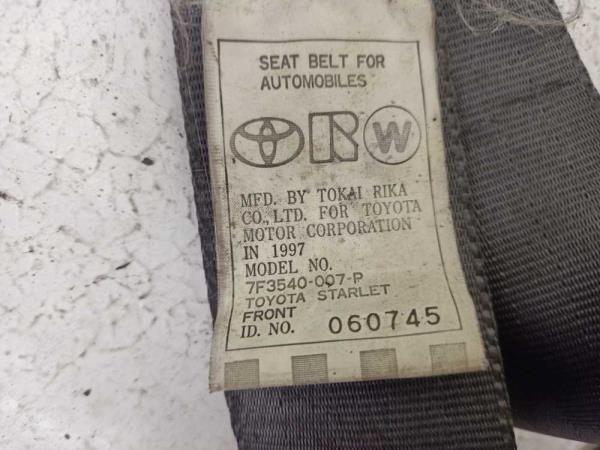 SEAT BELT FOR
AUTOMOBILES
R W
MFD. BY TOKAI RIKA
CO., LTD. FOR TOYOTA
MOTOR CORPORATION
IN 1997
MODEL NO.
7F3540-007-P
TOYOTA STARLET
FRONT
ID. NO. 060745